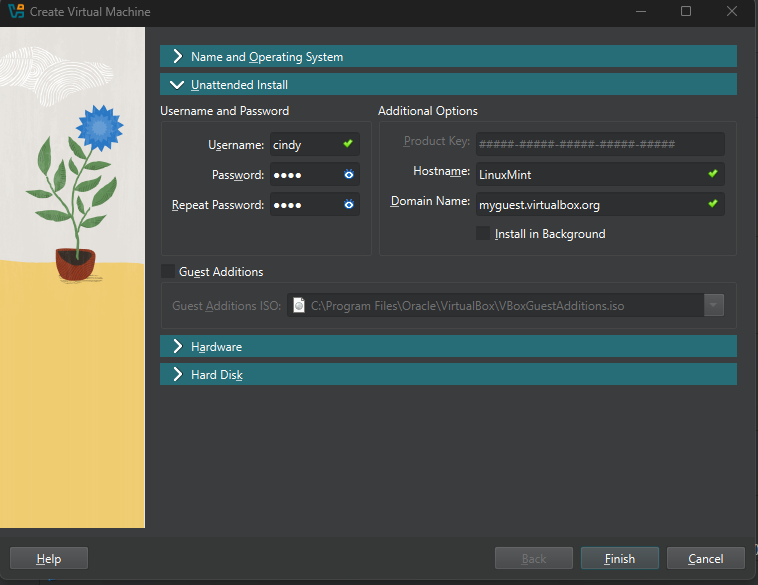 Create Virtual Machine
Name and Operating System
Unattended Install
Username and Password
Username: cindy
Password: ●●●●
Repeat Password: ●●●●
Additional Options
Product Key: #####-#####-#####-#####-#####
Hostname: LinuxMint
Domain Name: myguest.virtualbox.org
Install in Background
Guest Additions
Guest Additions ISO: C:\Program Files\Oracle\VirtualBox\VBoxGuestAdditions.iso
Hardware
Hard Disk
Help
Back
Finish
Cancel